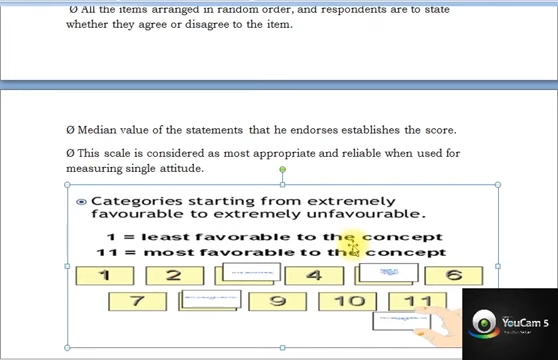 Ø All the items arranged in random order, and respondents are to state
whether they agree or disagree to the item.
Ø Median value of the statements that he endorses establishes the score.
Ø This scale is considered as most appropriate and reliable when used for
measuring single attitude.
Categories starting from extremely
favourable to extremely unfavourable.
1 = least favorable to the concept
11 = most favorable to the concept
1 2 4 6
7 9 10 11
YouCam 5